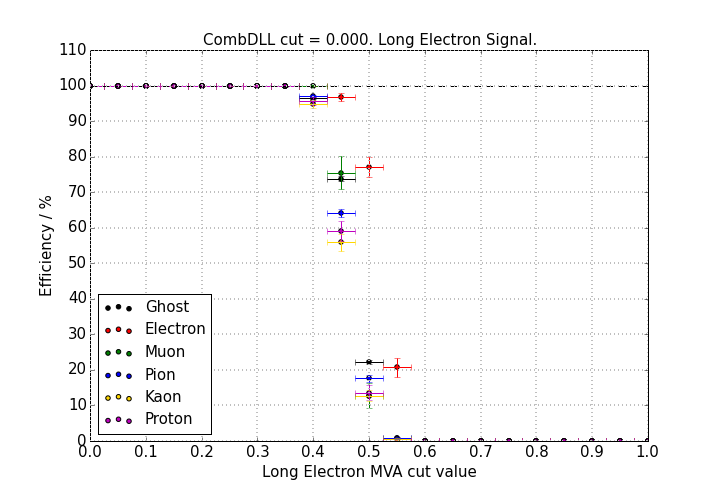 CombDLL cut = 0.000. Long Electron Signal.
110
100
90
80
70
60
50
40
30
20
10
0
Efficiency / %
Ghost
Electron
Muon
Pion
Kaon
Proton
0.0 0.1 0.2 0.3 0.4 0.5 0.6 0.7 0.8 0.9 1.0
Long Electron MVA cut value